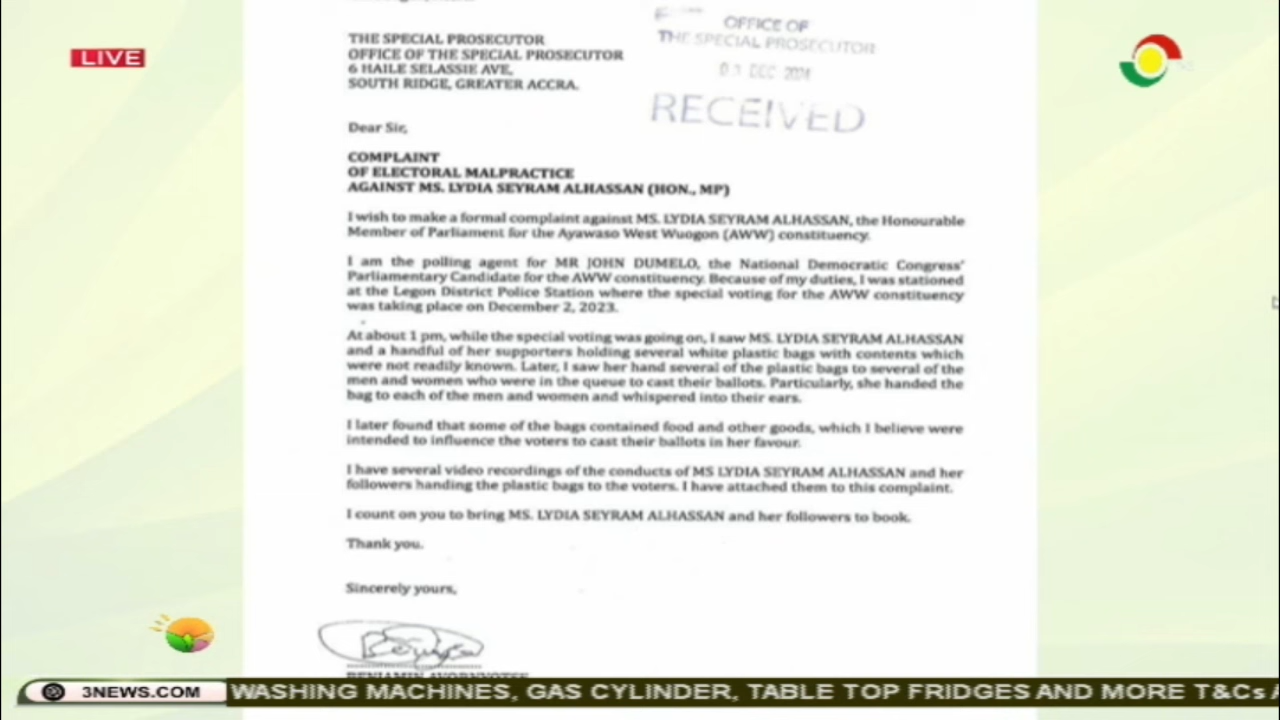 LIVE
OFFICE OF
THE SPECIAL PROSECUTOR
DEC 2024
RECEIVED
THE SPECIAL PROSECUTOR
OFFICE OF THE SPECIAL PROSECUTOR
6 HAILE SELASSIE AVE,
SOUTH RIDGE, GREATER ACCRA.
Dear Sir,
COMPLAINT
OF ELECTORAL MALPRACTICE
AGAINST MS. LYDIA SEYRAM ALHASSAN (HON., MP)
I wish to make a formal complaint against MS. LYDIA SEYRAM ALHASSAN, the Honourable
Member of Parliament for the Ayawaso West Wuogon (AWW) constituency.
I am the polling agent for MR JOHN DUMELO, the National Democratic Congress'
Parliamentary Candidate for the AWW constituency. Because of my duties, I was stationed
at the Legon District Police Station where the special voting for the AWW constituency
was taking place on December 2, 2023.
At about 1 pm, while the special voting was going on, I saw MS. LYDIA SEYRAM ALHASSAN
and a handful of her supporters holding several white plastic bags with contents which
were not readily known. Later, I saw her hand several of the plastic bags to several of the
men and women who were in the queue to cast their ballots. Particularly, she handed the
bag to each of the men and women and whispered into their ears.
I later found that some of the bags contained food and other goods, which I believe were
intended to influence the voters to cast their ballots in her favour.
I have several video recordings of the conducts of MS LYDIA SEYRAM ALHASSAN and her
followers handing the plastic bags to the voters. I have attached them to this complaint.
I count on you to bring MS. LYDIA SEYRAM ALHASSAN and her followers to book.
Thank you.
Sincerely yours,
3NEWS.COM
WASHING MACHINES, GAS CYLINDER, TABLE TOP FRIDGES AND MORE T&Cs A